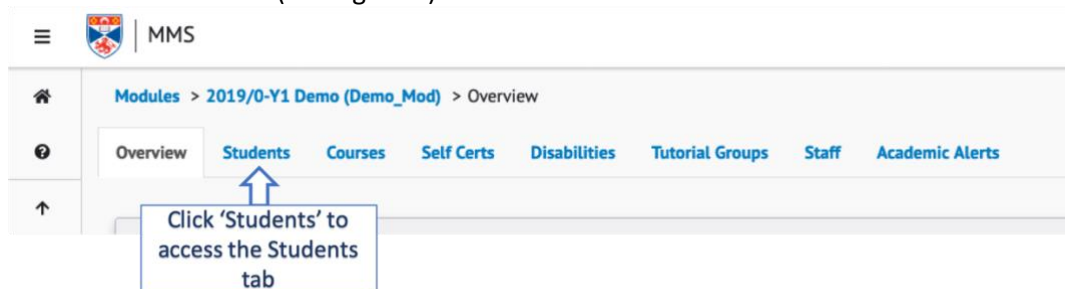 MMS
Modules > 2019/0-Y1 Demo (Demo_Mod) > Overview
Overview Students Courses Self Certs Disabilities Tutorial Groups Staff Academic Alerts
Click ‘Students’ to
access the Students
tab